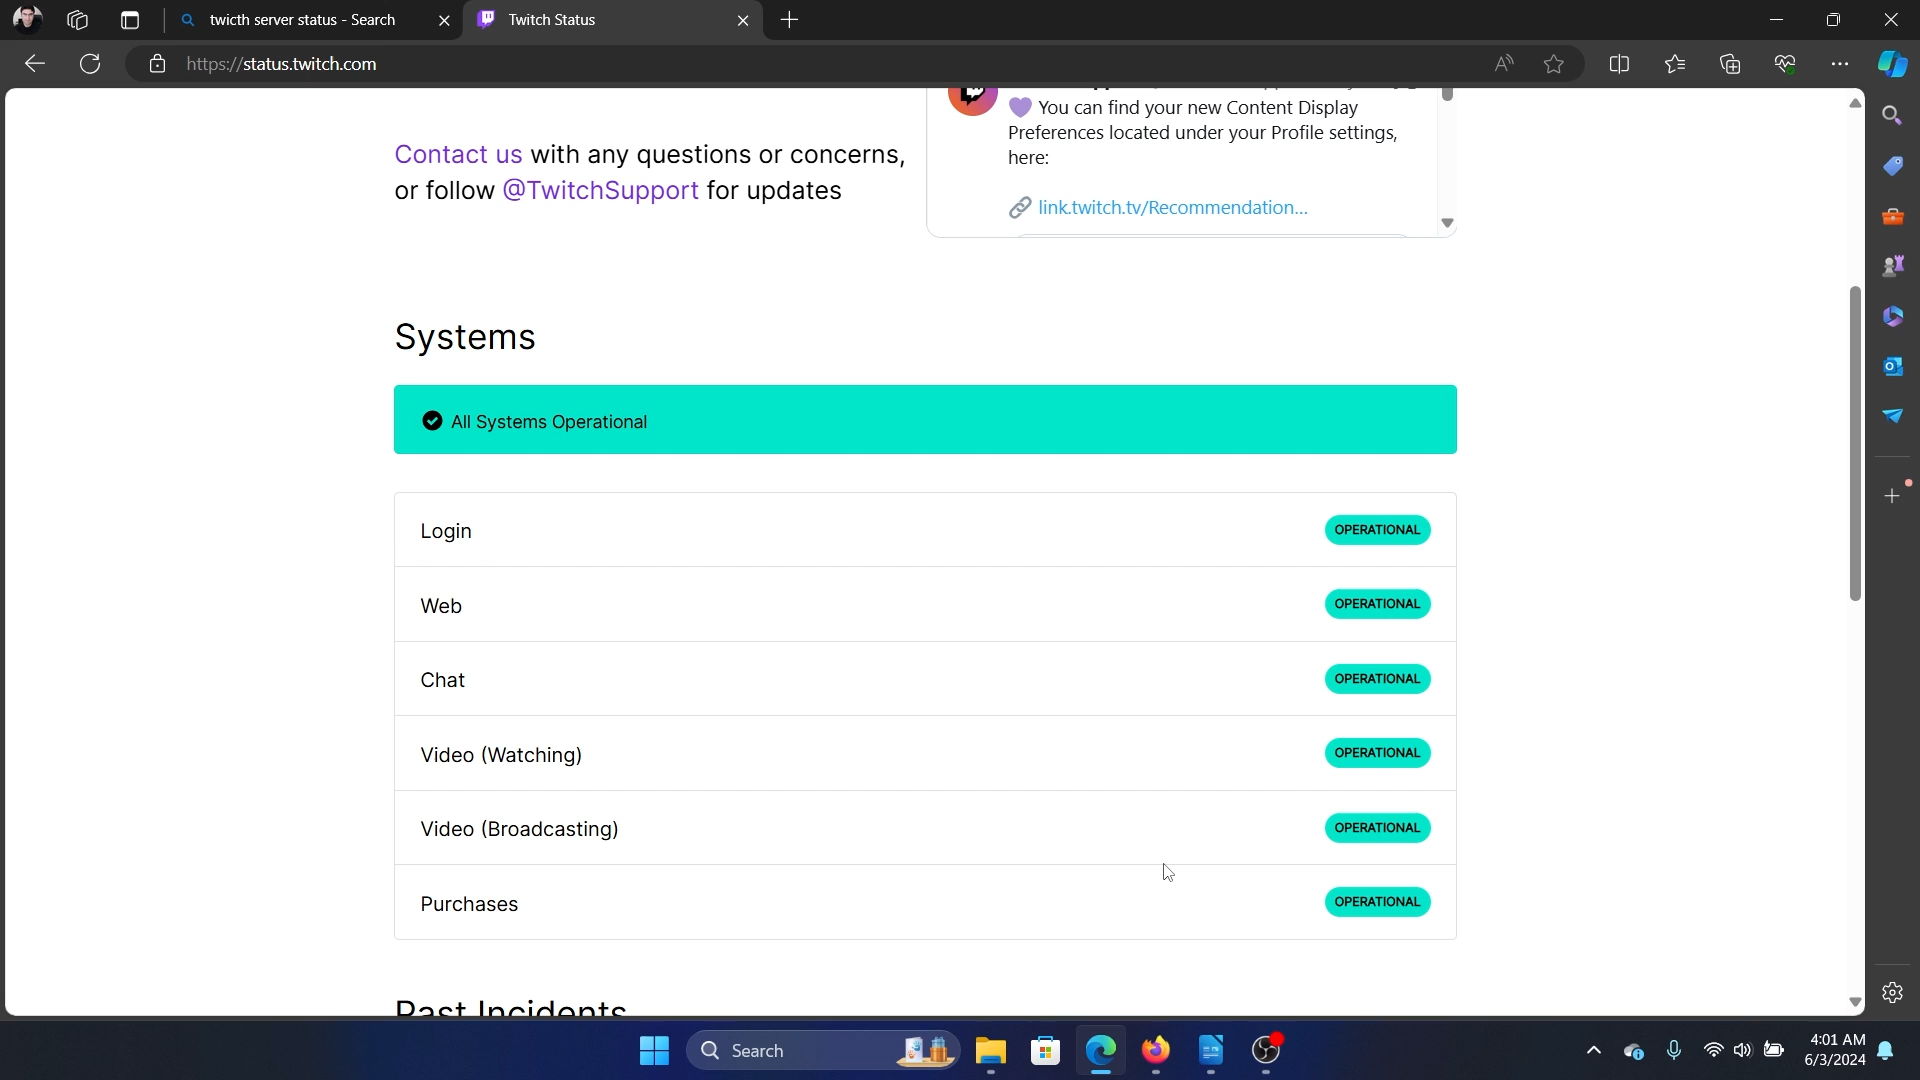 twicth server status - Search
Twitch Status
https://status.twitch.com
You can find your new Content Display
Preferences located under your Profile settings,
here:
link.twitch.tv/Recommendation...
Contact us with any questions or concerns,
or follow @TwitchSupport for updates
Systems
All Systems Operational
Login OPERATIONAL
Web OPERATIONAL
Chat OPERATIONAL
Video (Watching) OPERATIONAL
Video (Broadcasting) OPERATIONAL
Purchases OPERATIONAL
Past Incidents
Search
4:01 AM
6/3/2024